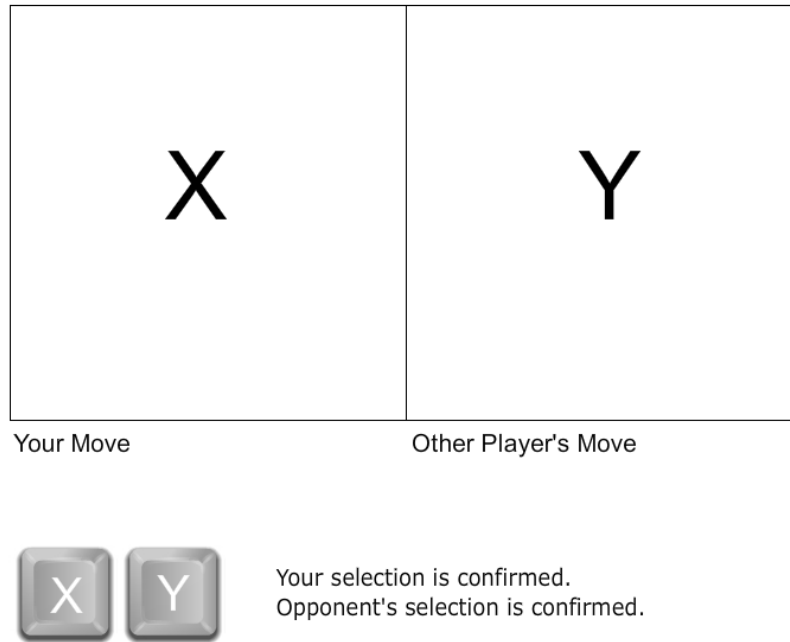 X Y
Your Move Other Player's Move
X Y
Your selection is confirmed.
Opponent's selection is confirmed.